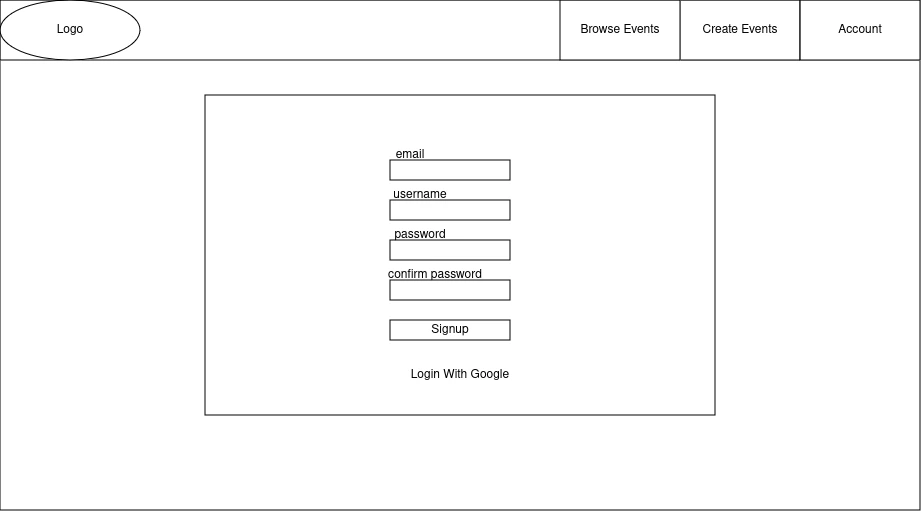 Logo
Browse Events
Create Events
Account
email
username
password
confirm password
Signup
Login With Google